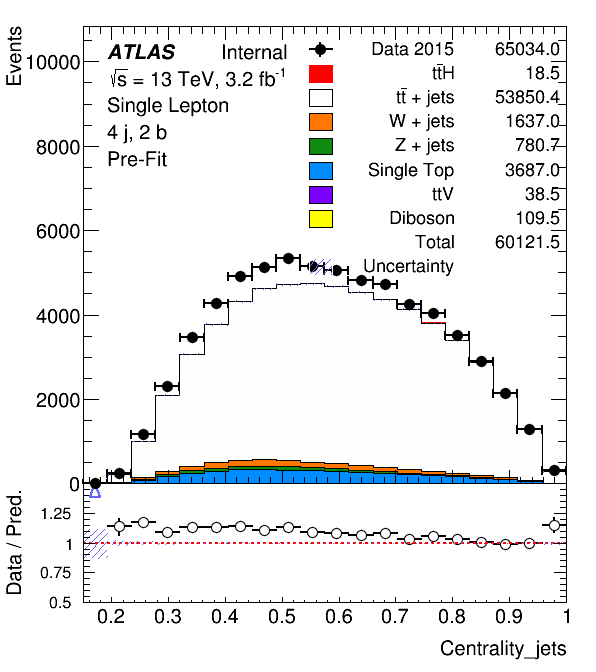 Events
10000
8000
6000
4000
2000
0
ATLAS Internal
√s = 13 TeV, 3.2 fb⁻¹
Single Lepton
4 j, 2 b
Pre-Fit
Data 2015 65034.0
tt̄H 18.5
tt̄ + jets 53850.4
W + jets 1637.0
Z + jets 780.7
Single Top 3687.0
ttV 38.5
Diboson 109.5
Total 60121.5
Uncertainty
Data / Pred.
1.25
1
0.75
0.5
0.2 0.3 0.4 0.5 0.6 0.7 0.8 0.9 1
Centrality_jets